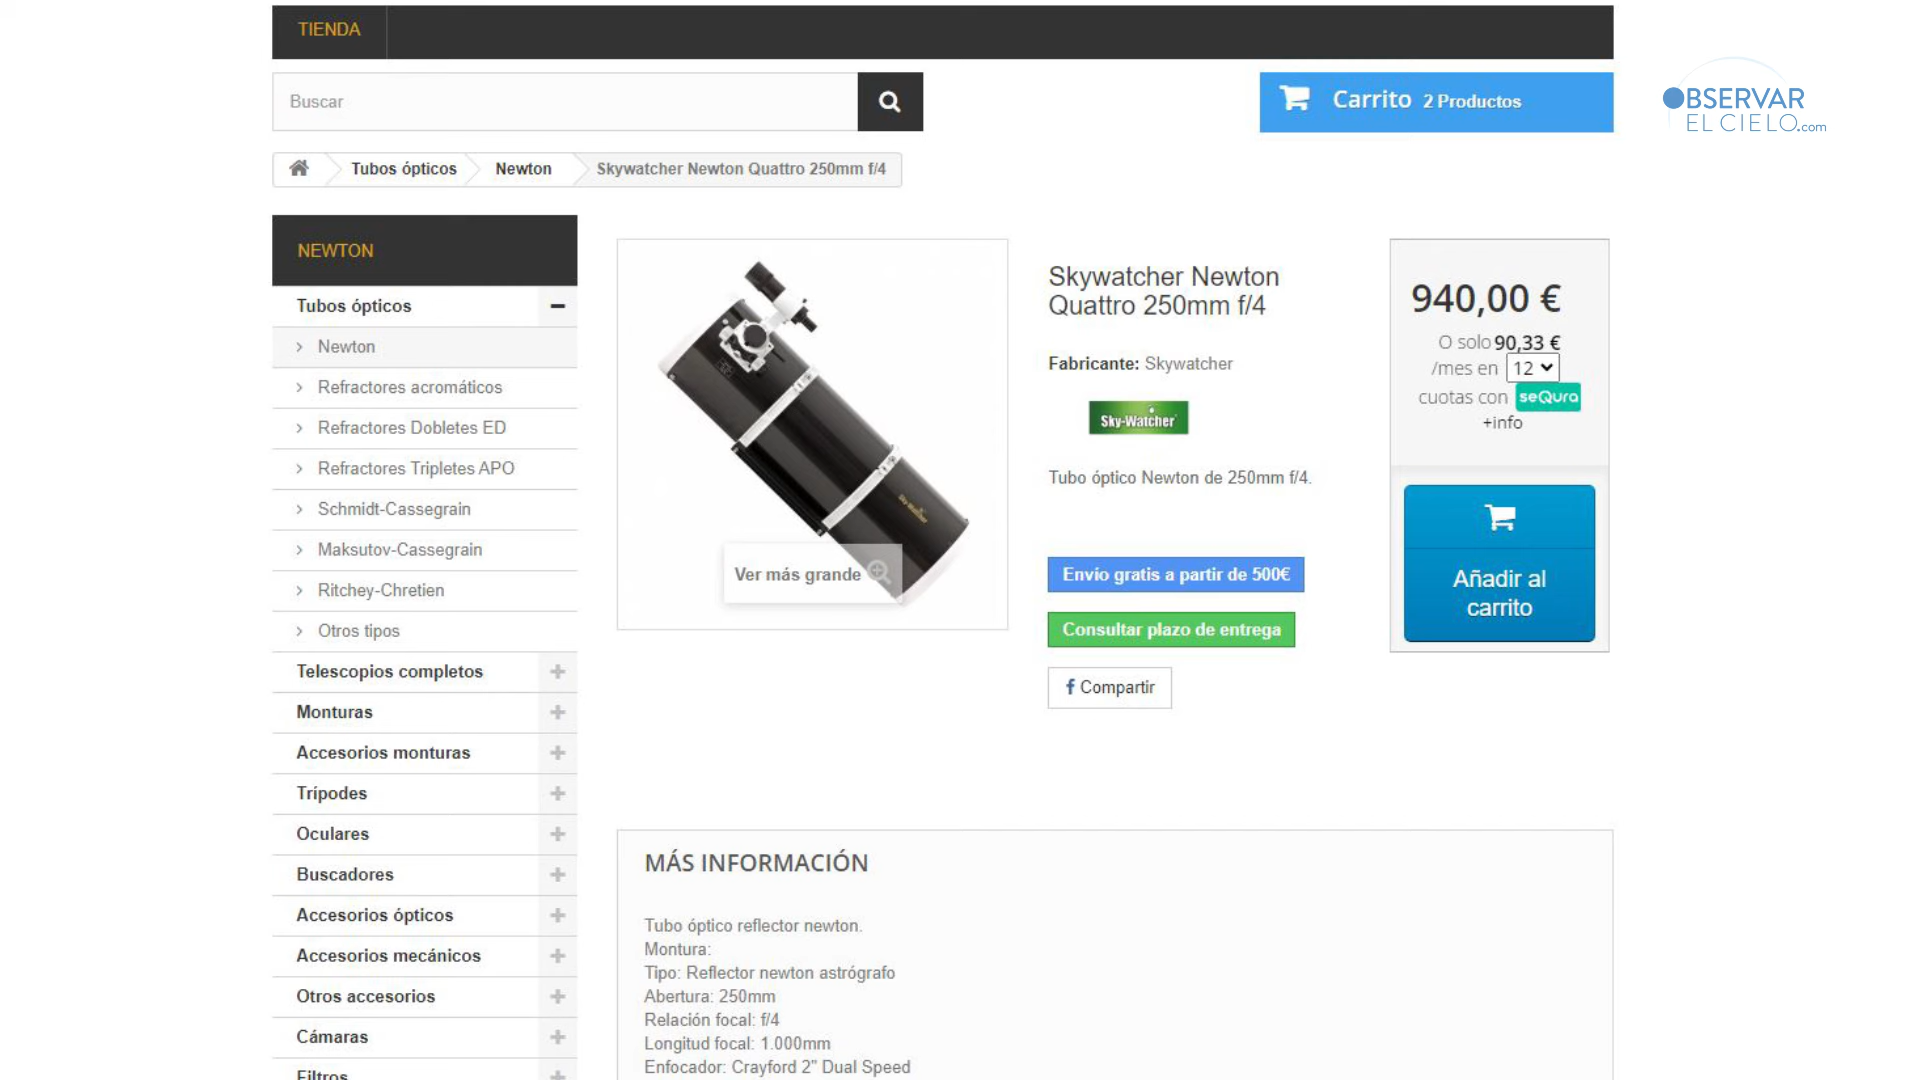 TIENDA
Buscar
Carrito 2 Productos
BSERVAR
EL CIELO.com
Tubos ópticos
Newton
Skywatcher Newton Quattro 250mm f/4
NEWTON
Tubos ópticos
Newton
Refractores acromáticos
Refractores Dobletes ED
Refractores Tripletes APO
Schmidt-Cassegrain
Maksutov-Cassegrain
Ritchey-Chretien
Otros tipos
Telescopios completos
Monturas
Accesorios monturas
Trípodes
Oculares
Buscadores
Accesorios ópticos
Accesorios mecánicos
Otros accesorios
Cámaras
Filtros
Sky-Watcher
Ver más grande
Skywatcher Newton
Quattro 250mm f/4
Fabricante: Skywatcher
Sky-Watcher
Tubo óptico Newton de 250mm f/4.
Envío gratis a partir de 500€
Consultar plazo de entrega
Compartir
940,00 €
O solo 90,33 €
/mes en 12
cuotas con seQura
+info
Añadir al
carrito
MÁS INFORMACIÓN
Tubo óptico reflector newton.
Montura:
Tipo: Reflector newton astrógrafo
Abertura: 250mm
Relación focal: f/4
Longitud focal: 1.000mm
Enfocador: Crayford 2" Dual Speed